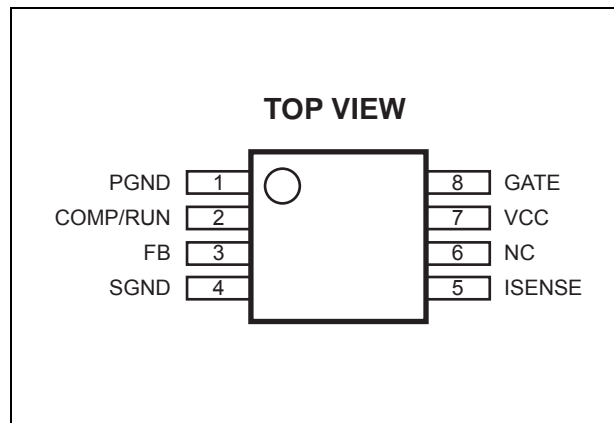 TOP VIEW
PGND 1
COMP/RUN 2
FB 3
SGND 4
8 GATE
7 VCC
6 NC
5 ISENSE